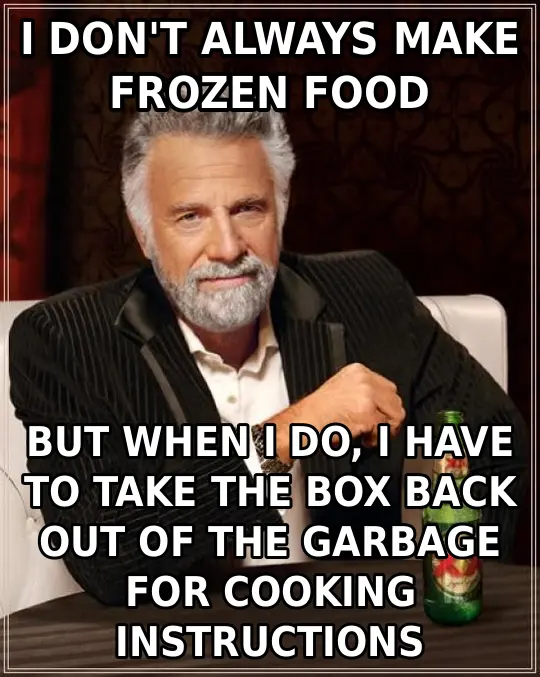 I DON'T ALWAYS MAKE
FROZEN FOOD
BUT WHEN I DO, I HAVE
TO TAKE THE BOX BACK
OUT OF THE GARBAGE
FOR COOKING
INSTRUCTIONS